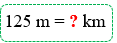 125 m = ? km